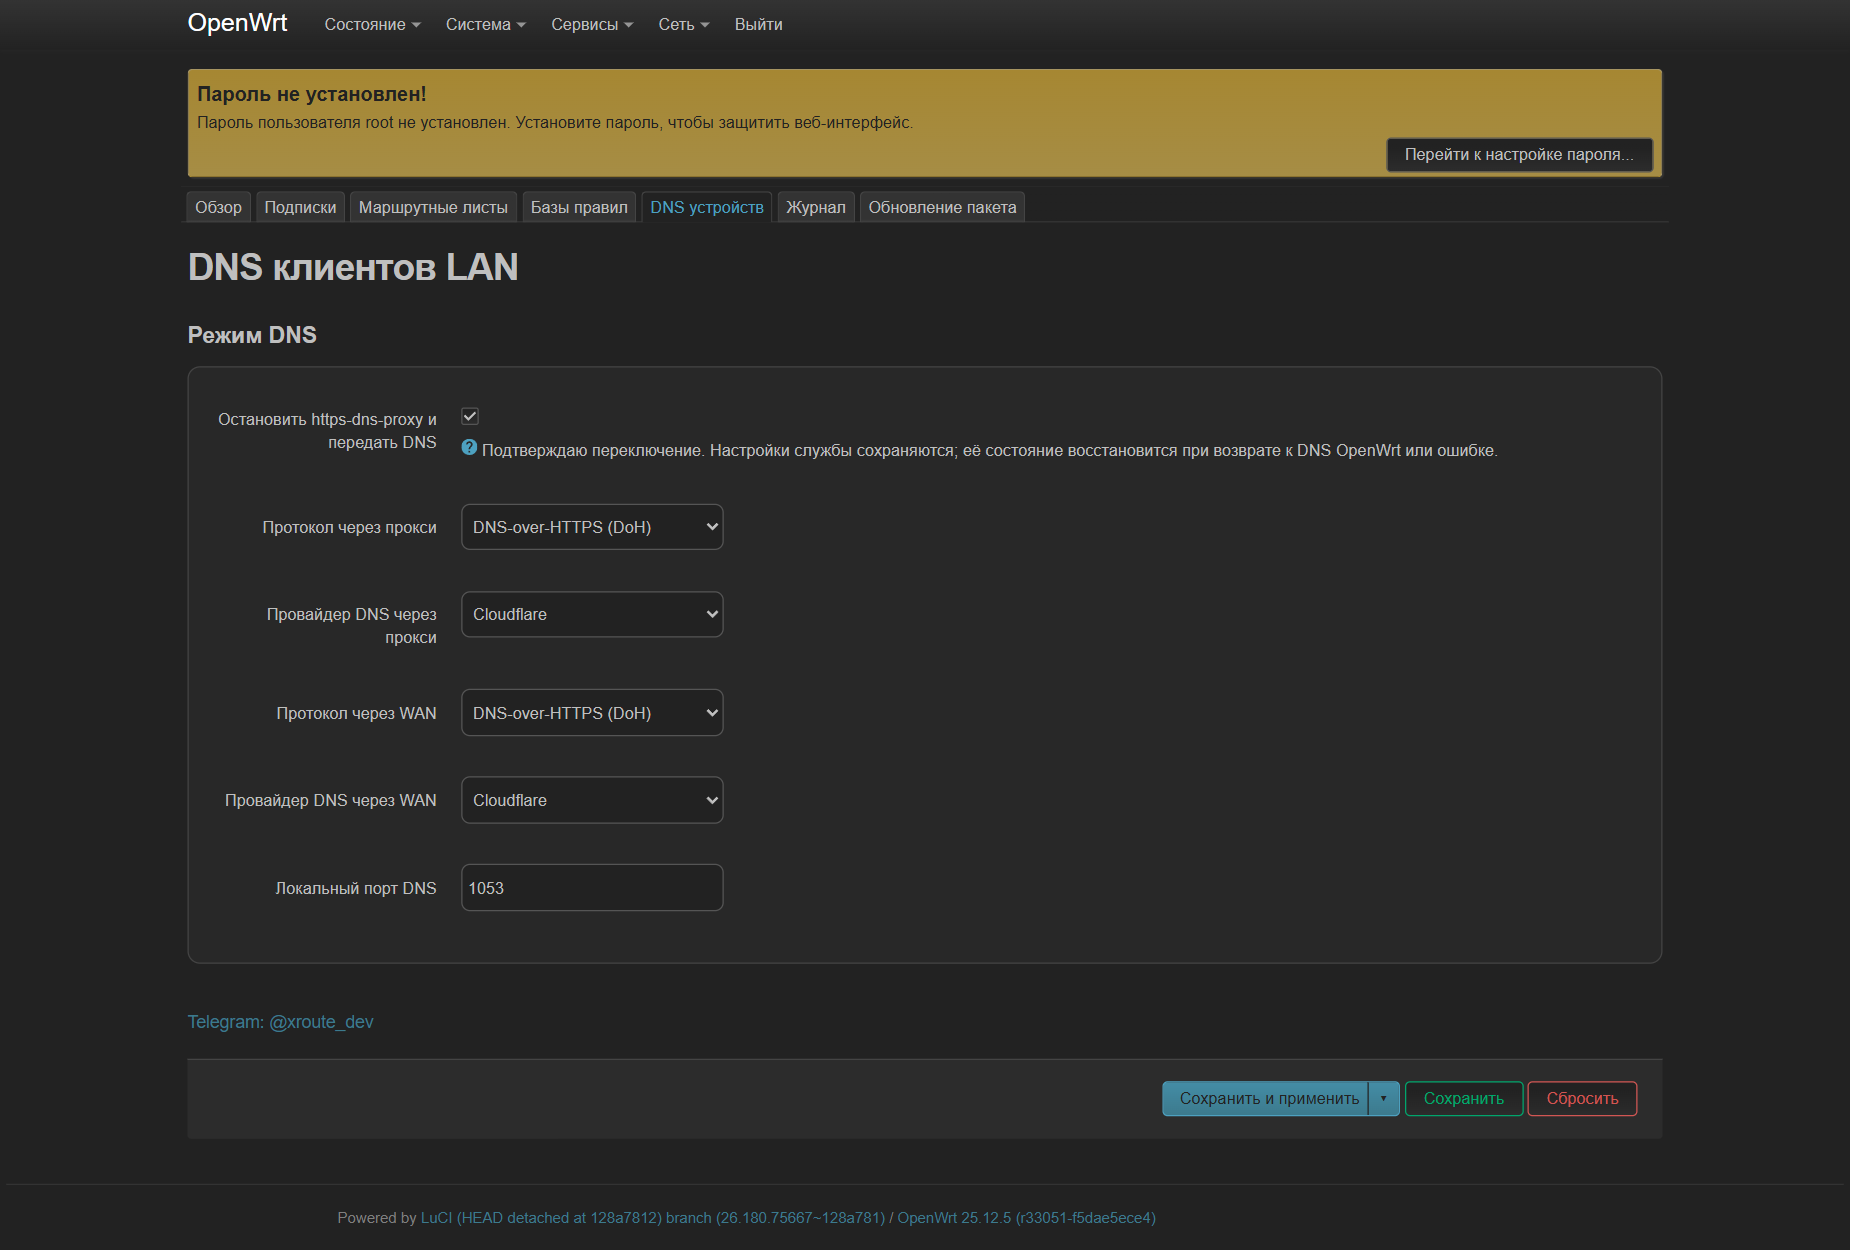 OpenWrt Состояние Система Сервисы Сеть Выйти
Пароль не установлен!
Пароль пользователя root не установлен. Установите пароль, чтобы защитить веб-интерфейс.
Перейти к настройке пароля...
Обзор Подписки Маршрутные листы Базы правил DNS устройств Журнал Обновление пакета
DNS клиентов LAN
Режим DNS
Остановить https-dns-proxy и
передать DNS
Подтверждаю переключение. Настройки службы сохраняются; её состояние восстановится при возврате к DNS OpenWrt или ошибке.
Протокол через прокси DNS-over-HTTPS (DoH)
Провайдер DNS через
прокси
Cloudflare
Протокол через WAN DNS-over-HTTPS (DoH)
Провайдер DNS через WAN Cloudflare
Локальный порт DNS 1053
Telegram: @xroute_dev
Сохранить и применить Сохранить Сбросить
Powered by LuCI (HEAD detached at 128a7812) branch (26.180.75667~128a781) / OpenWrt 25.12.5 (r33051-f5dae5ece4)